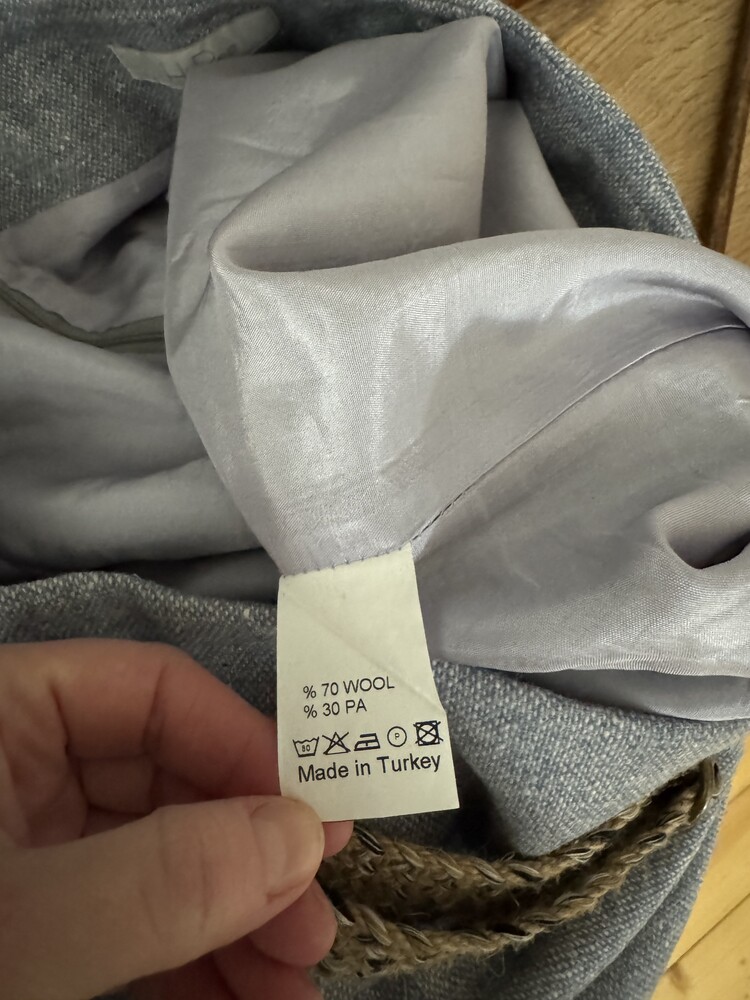 % 70 WOOL
% 30 PA
P
Made in Turkey